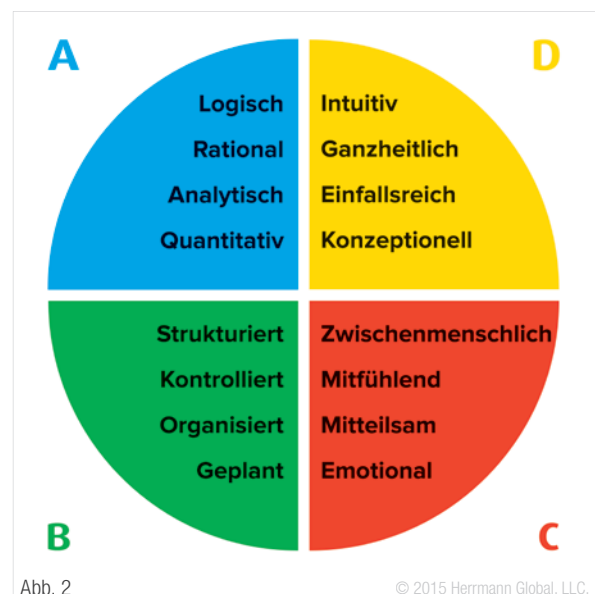 A
D
Logisch
Rational
Analytisch
Quantitativ
Intuitiv
Ganzheitlich
Einfallsreich
Konzeptionell
Strukturiert
Kontrolliert
Organisiert
Geplant
Zwischenmenschlich
Mitfühlend
Mitteilsam
Emotional
B
C
Abb. 2
© 2015 Herrmann Global, LLC.